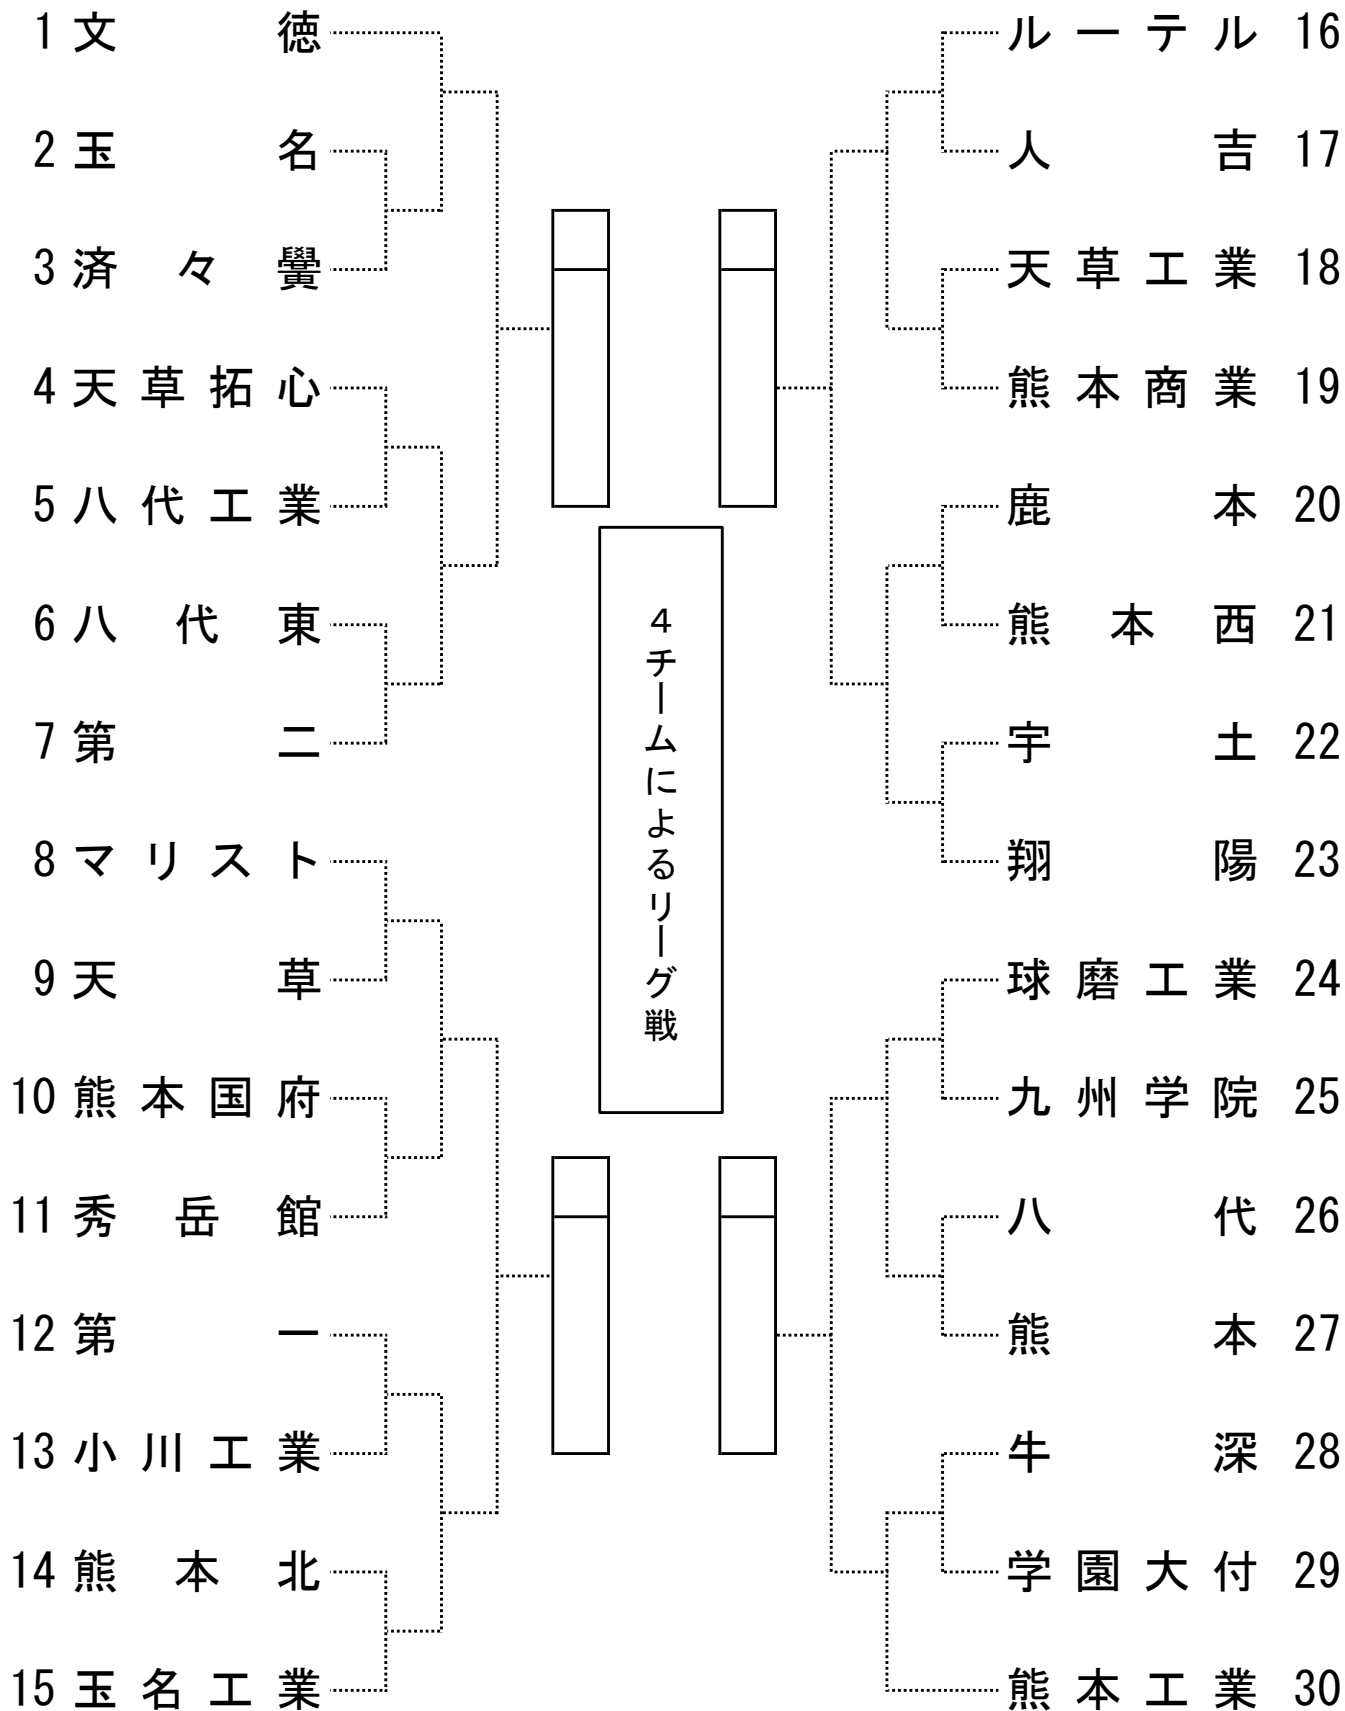 1 文徳
2 玉名
3 済々黌
4 天草拓心
5 八代工業
6 八代東
7 第二
8 マリスト
9 天草
10 熊本国府
11 秀岳館
12 第一
13 小川工業
14 熊本北
15 玉名工業
4チームによるリーグ戦
ルーテル 16
人吉 17
天草工業 18
熊本商業 19
鹿本 20
熊本西 21
宇土 22
翔陽 23
球磨工業 24
九州学院 25
八代 26
熊本 27
牛深 28
学園大付 29
熊本工業 30